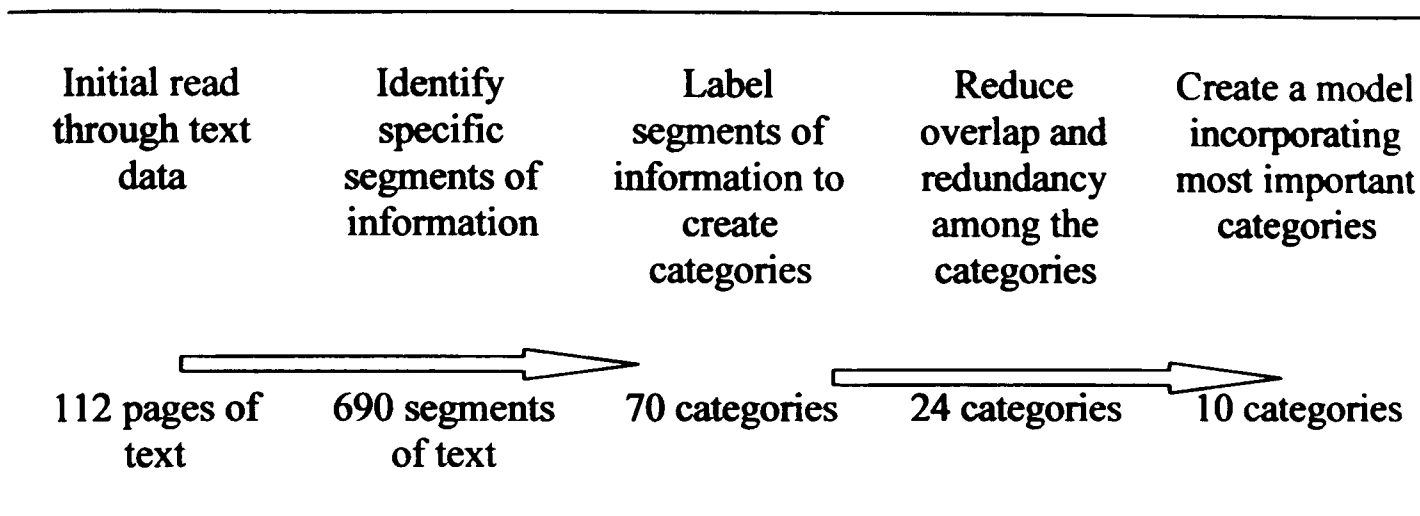 Initial read
through text
data
Identify
specific
segments of
information
Label
segments of
information to
create
categories
Reduce
overlap and
redundancy
among the
categories
Create a model
incorporating
most important
categories
112 pages of
text
690 segments
of text
70 categories
24 categories
10 categories